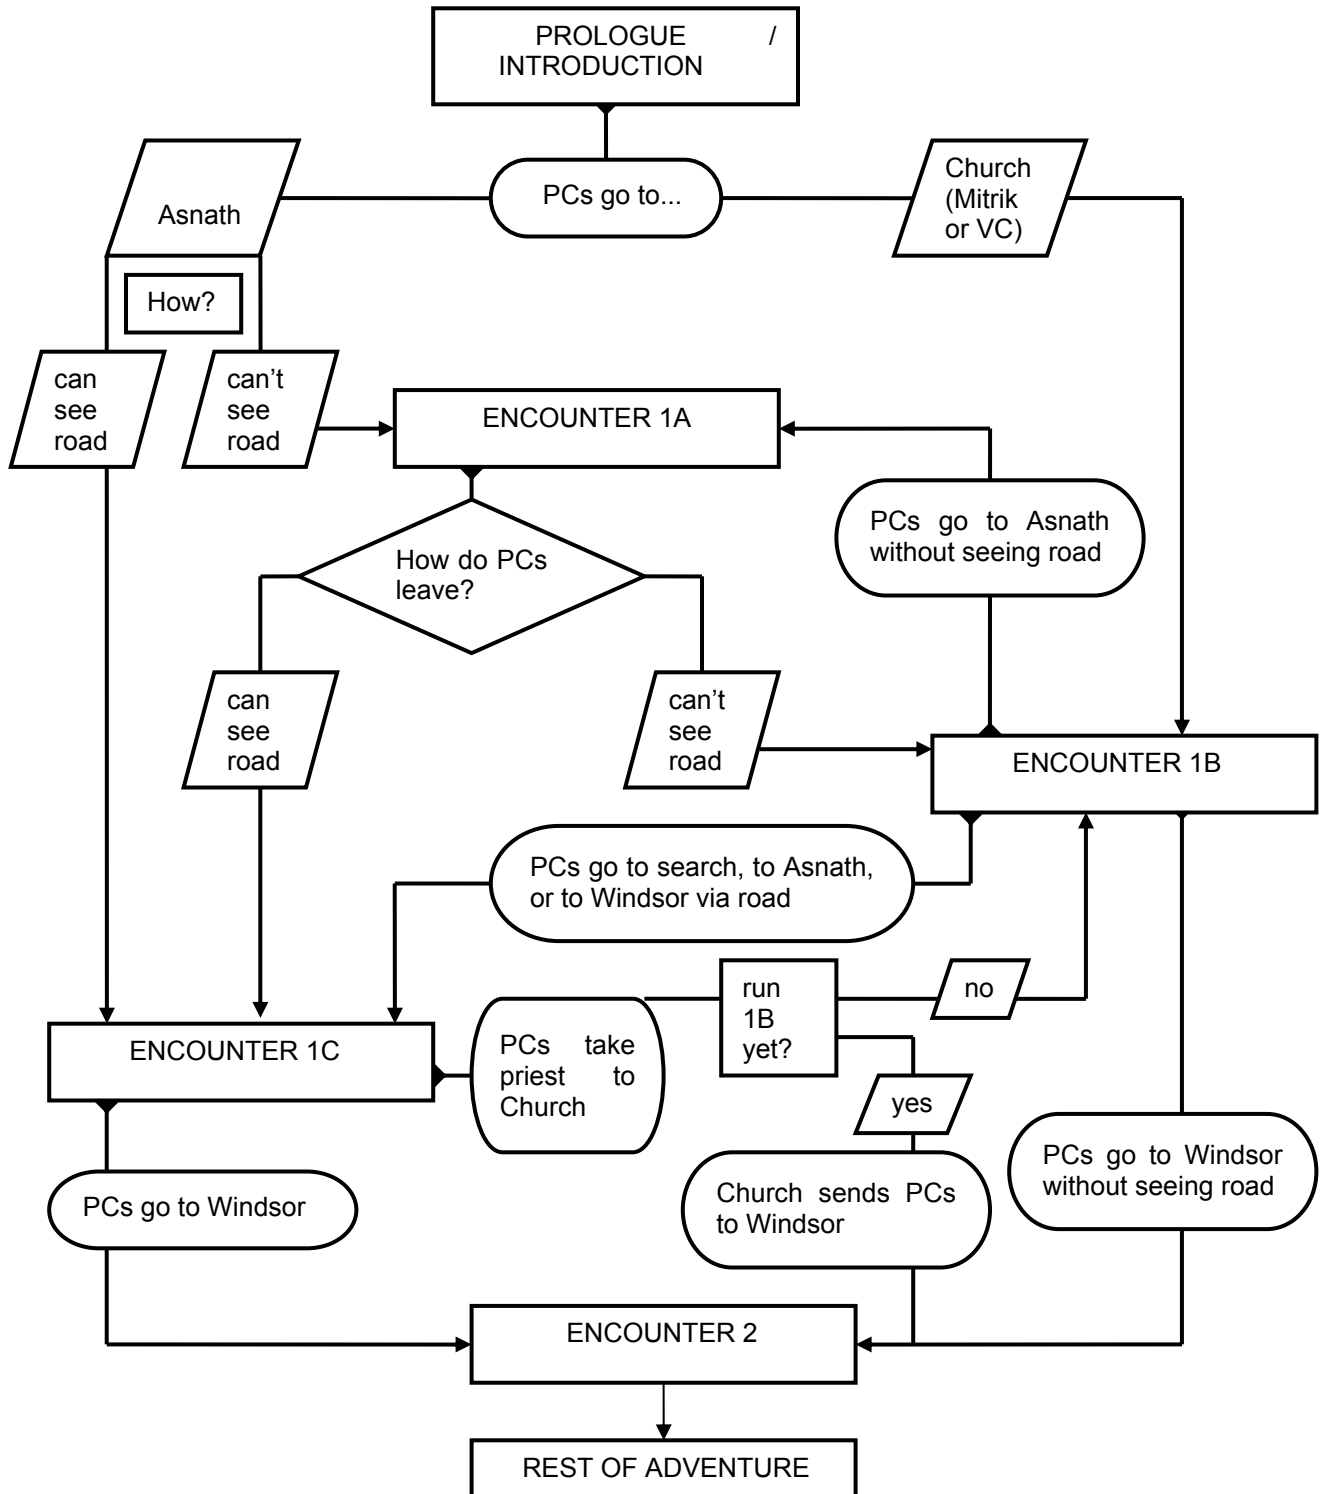 PROLOGUE /
INTRODUCTION
PCs go to...
Church
(Mitrik
or VC)
Asnath
How?
can
see
road
can't
see
road
ENCOUNTER 1A
PCs go to Asnath
without seeing road
How do PCs
leave?
can
see
road
can’t
see
road
ENCOUNTER 1B
PCs go to search, to Asnath,
or to Windsor via road
run
1B
yet?
no
ENCOUNTER 1C
PCs take
priest to
Church
yes
PCs go to Windsor
without seeing road
PCs go to Windsor
Church sends PCs
to Windsor
ENCOUNTER 2
REST OF ADVENTURE